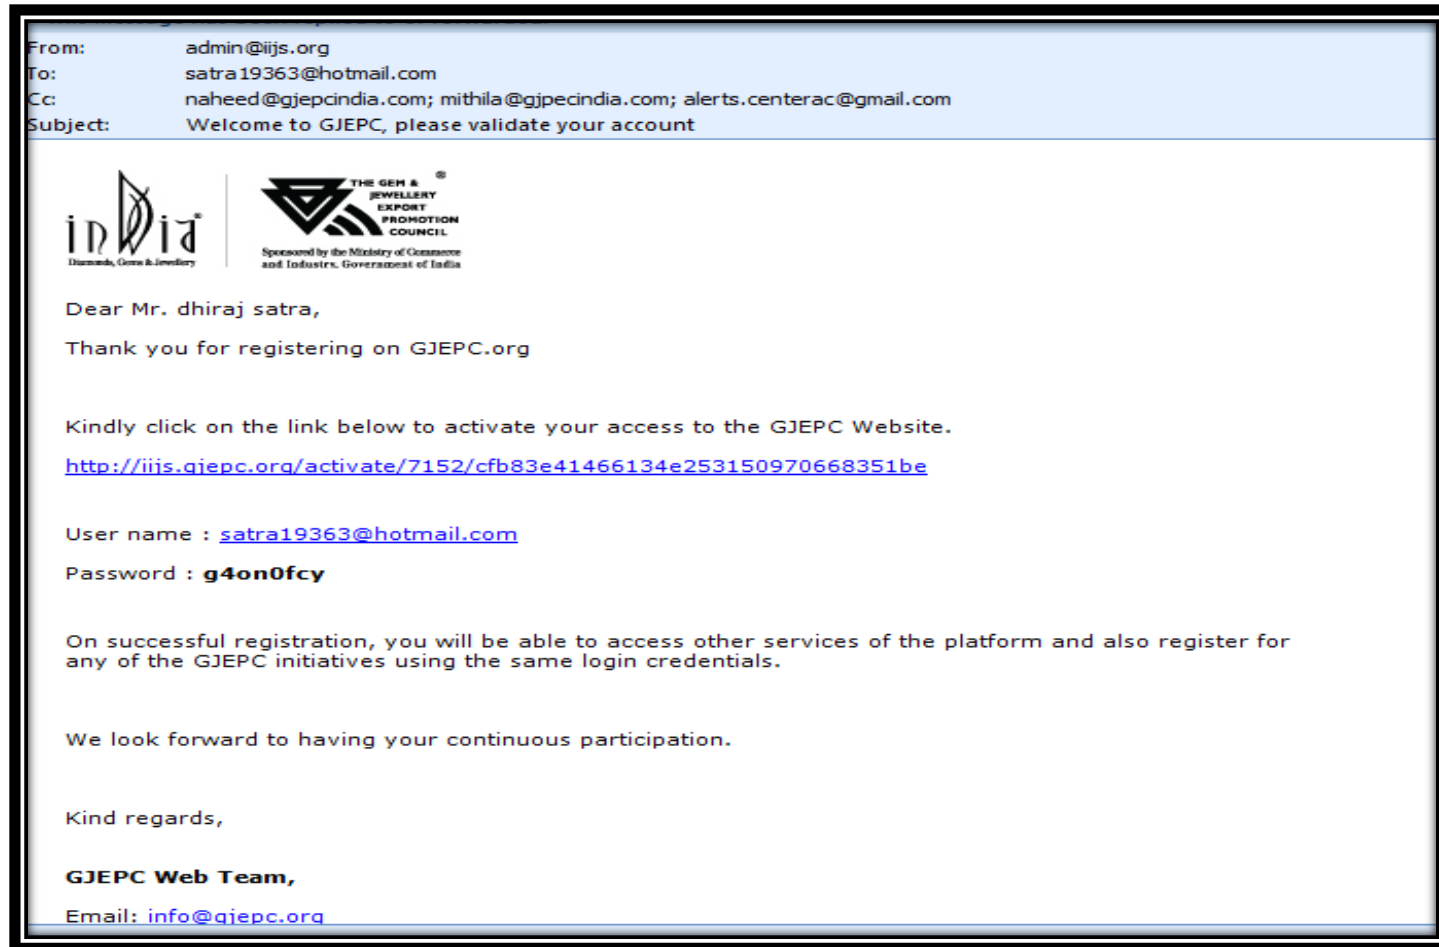 From: admin@iijs.org
To: satra19363@hotmail.com
Cc: naheed@gjepcindia.com; mithila@gjpecindia.com; alerts.centerac@gmail.com
Subject: Welcome to GJEPC, please validate your account
inDia®
Diamonds, Gems & Jewellery
THE GEM & ®
JEWELLERY
EXPORT
PROMOTION
COUNCIL
Sponsored by the Ministry of Commerce
and Industry, Government of India
Dear Mr. dhiraj satra,
Thank you for registering on GJEPC.org
Kindly click on the link below to activate your access to the GJEPC Website.
http://iijs.gjepc.org/activate/7152/cfb83e41466134e253150970668351be
User name : satra19363@hotmail.com
Password : g4on0fcy
On successful registration, you will be able to access other services of the platform and also register for
any of the GJEPC initiatives using the same login credentials.
We look forward to having your continuous participation.
Kind regards,
GJEPC Web Team,
Email: info@gjepc.org